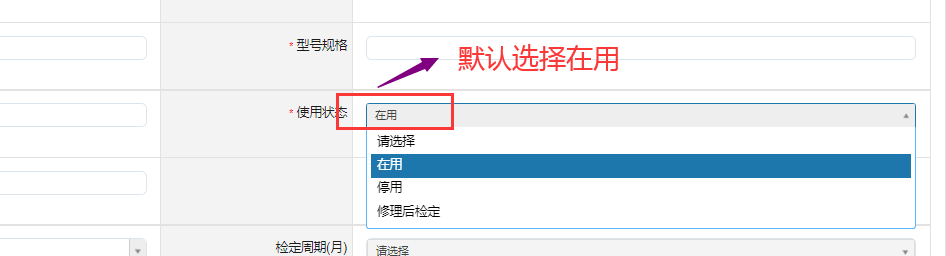 * 型号规格
默认选择在用
* 使用状态
在用
请选择
在用
停用
修理后检定
检定周期(月)
请选择